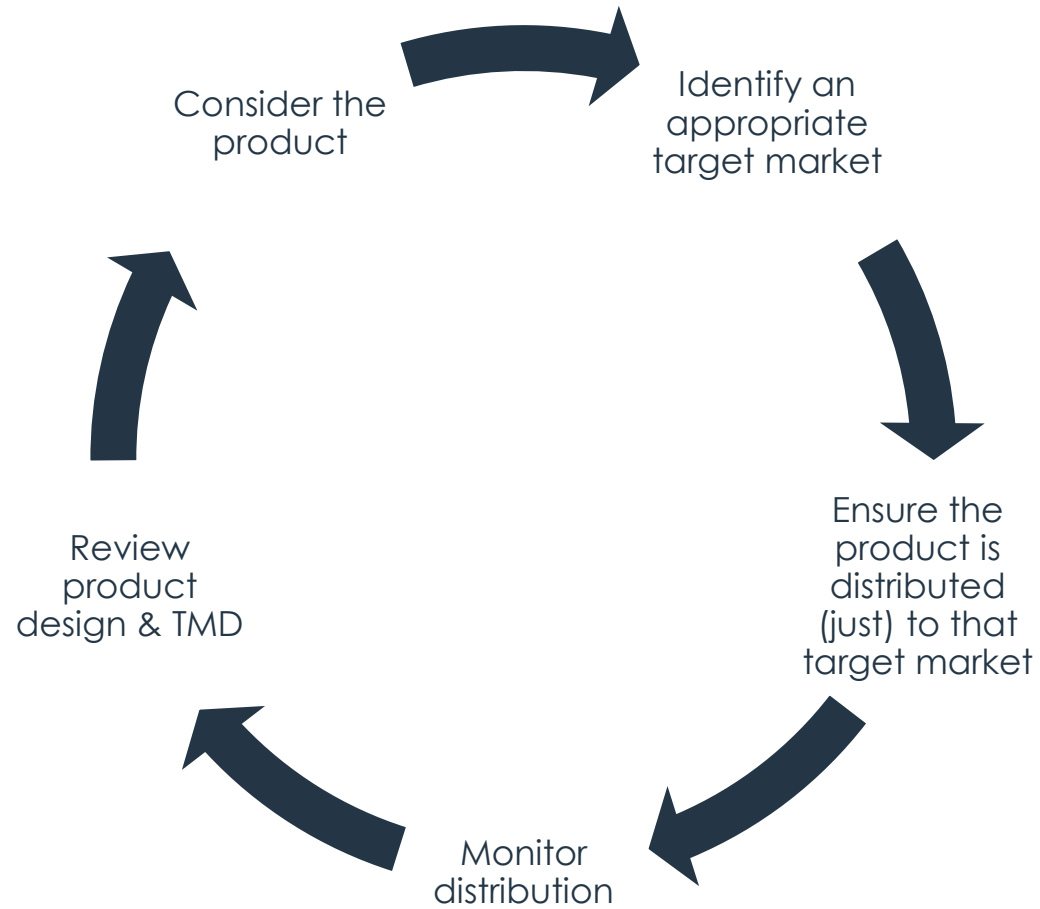 Consider the
product
Identify an
appropriate
target market
Ensure the
product is
distributed
(just) to that
target market
Monitor
distribution
Review
product
design & TMD